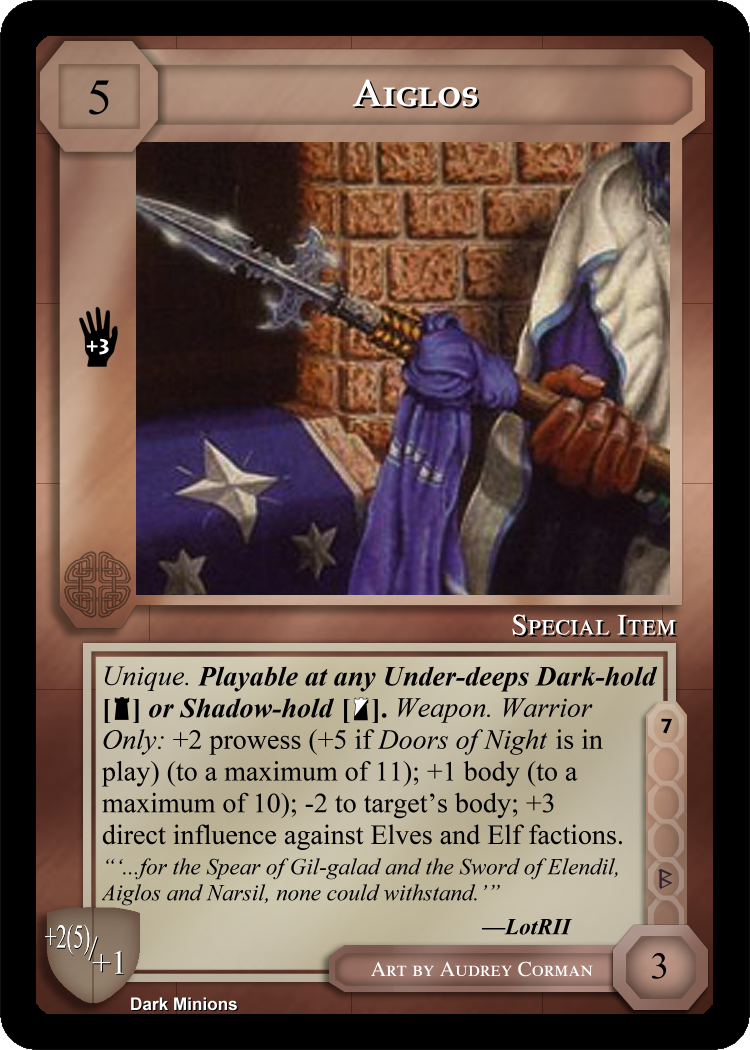 5
Aiglos
+3
Special Item
Unique. Playable at any Under-deeps Dark-hold
[] or Shadow-hold []. Weapon. Warrior
Only: +2 prowess (+5 if Doors of Night is in
play) (to a maximum of 11); +1 body (to a
maximum of 10); -2 to target’s body; +3
direct influence against Elves and Elf factions.
“‘...for the Spear of Gil-galad and the Sword of Elendil,
Aiglos and Narsil, none could withstand.’”
—LotRII
7
ᛒ
+2(5)/+1
Art by Audrey Corman
3
Dark Minions